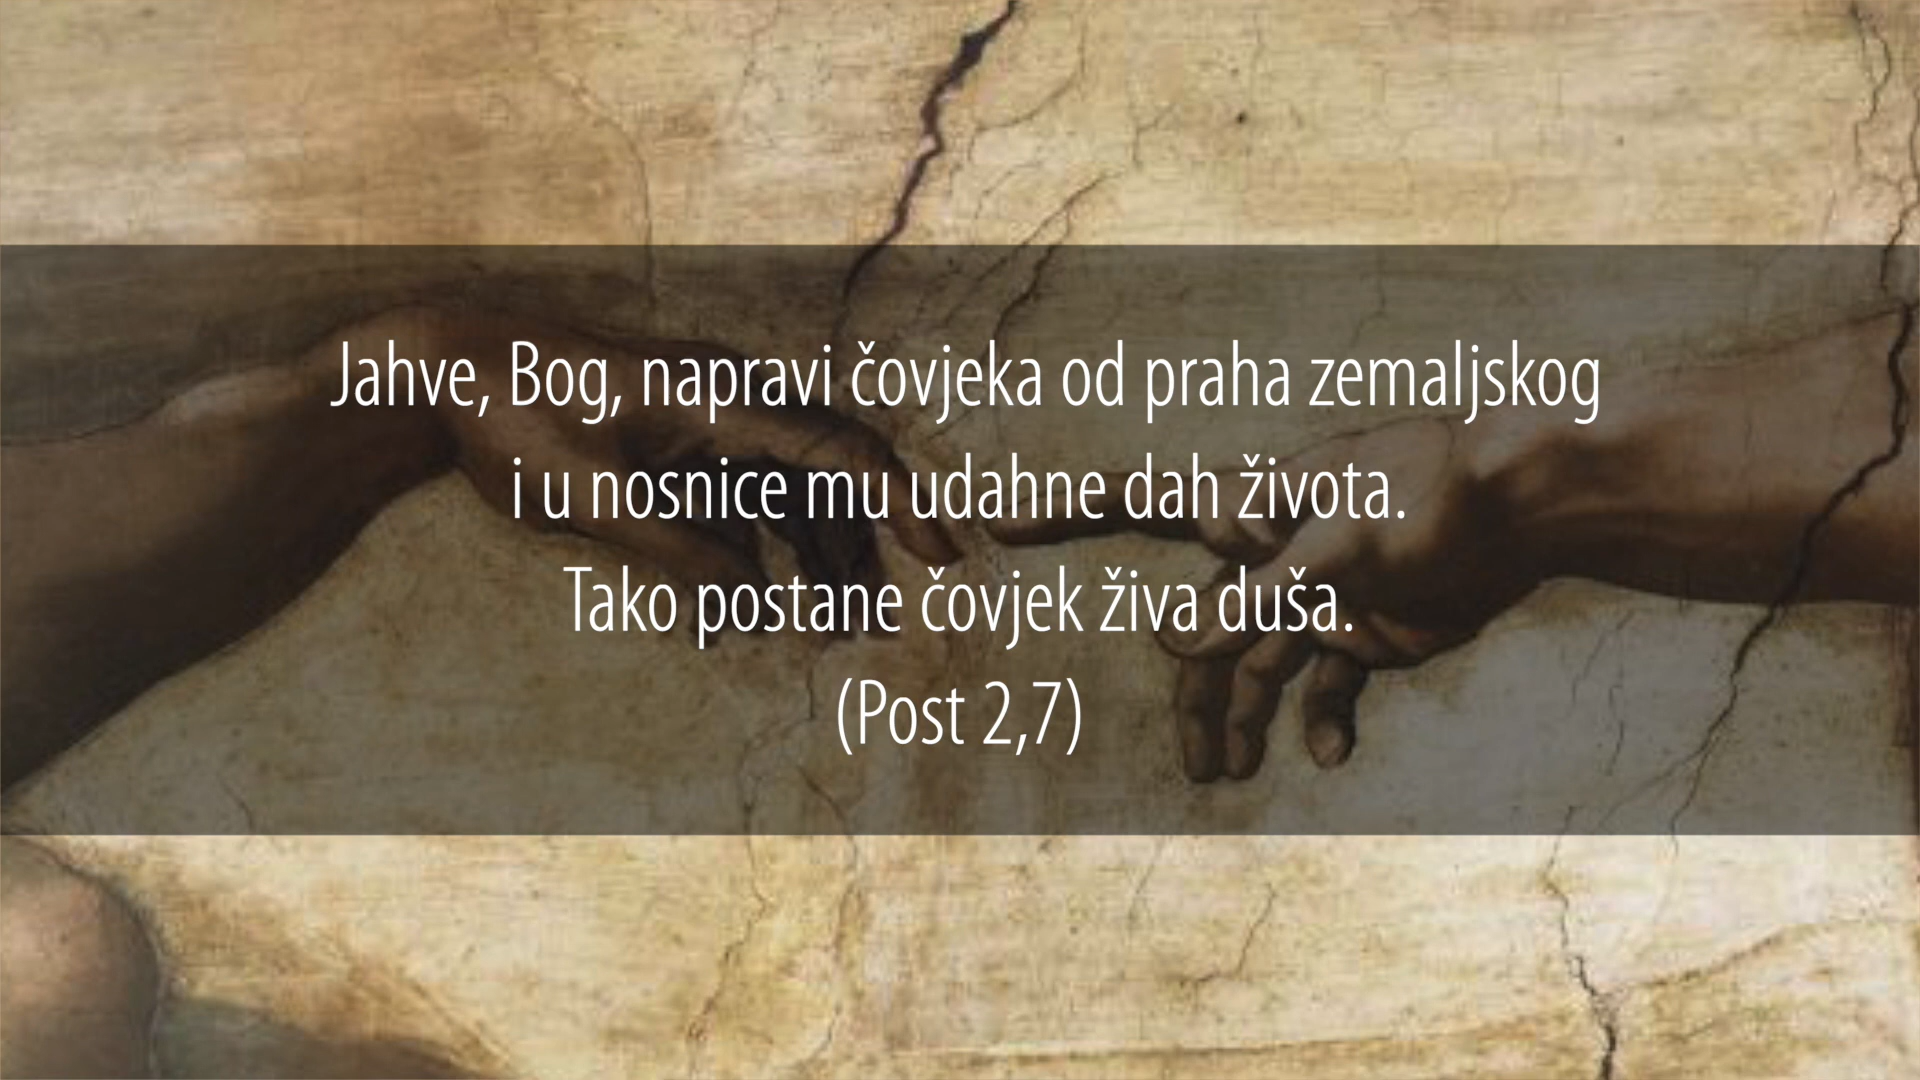 Jahve, Bog, napravi čovjeka od praha zemaljskog
i u nosnice mu udahne dah života.
Tako postane čovjek živa duša.
(Post 2,7)